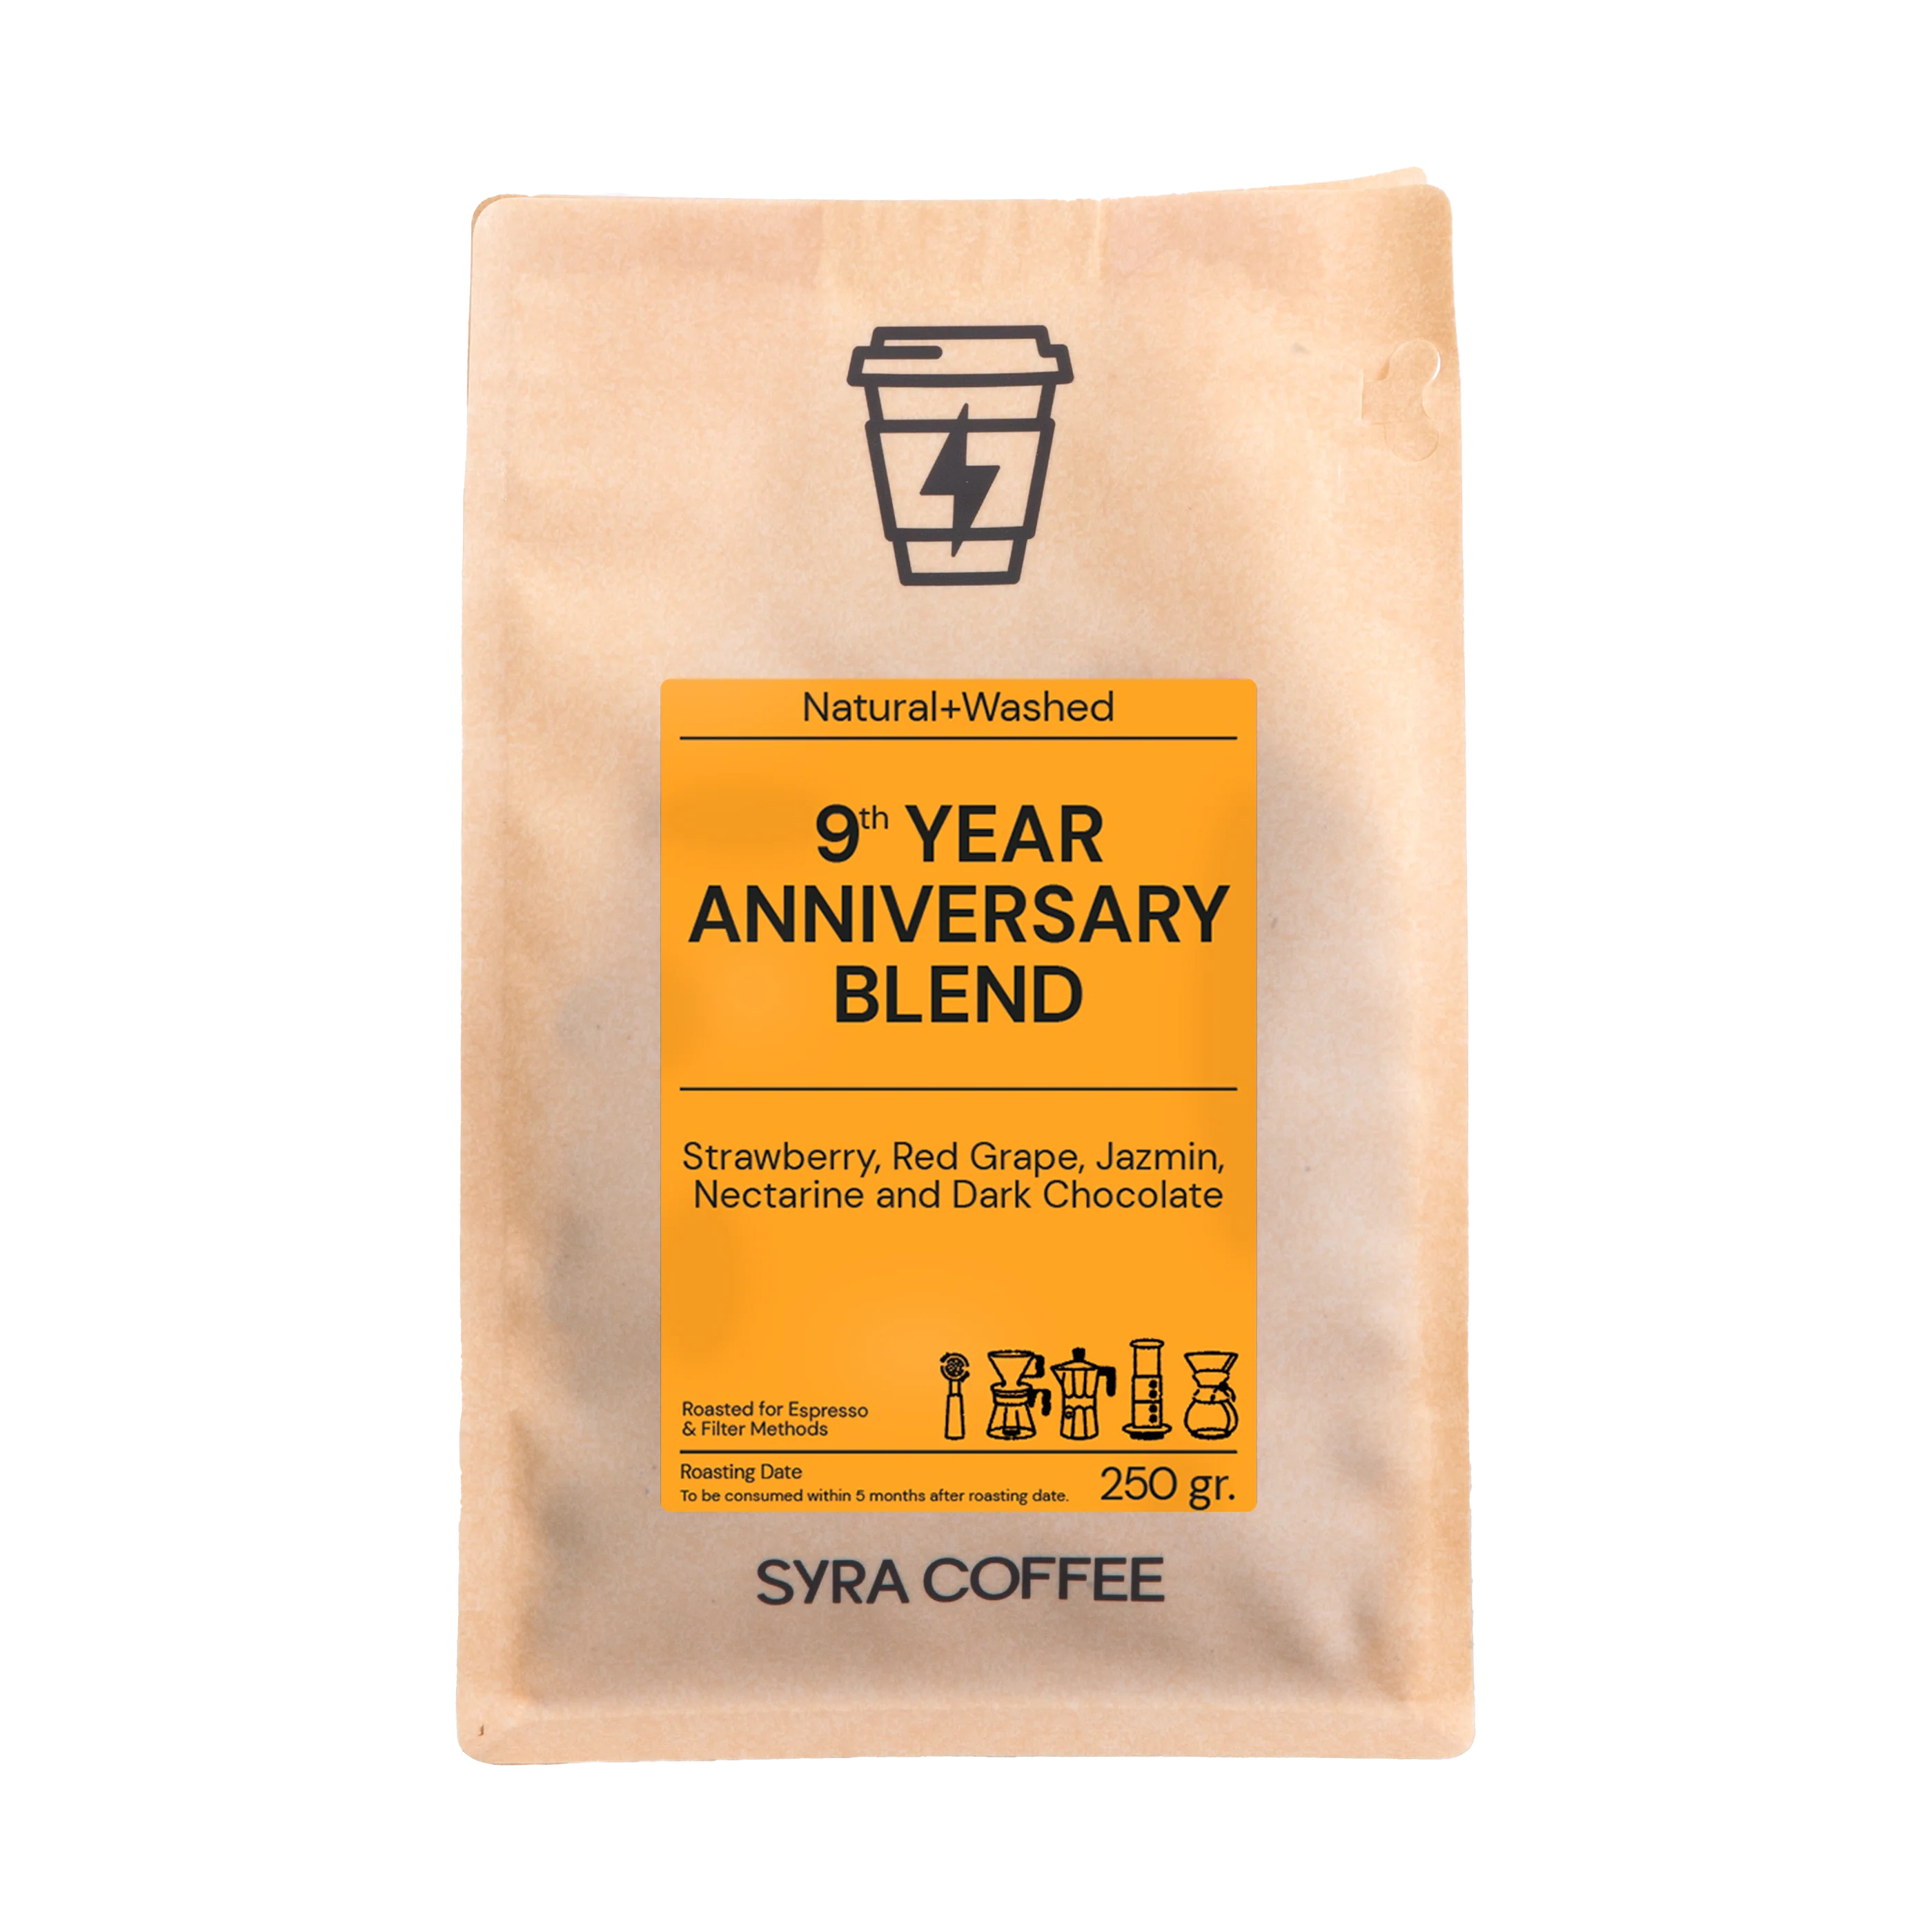 Natural+Washed
9th YEAR
ANNIVERSARY
BLEND
Strawberry, Red Grape, Jazmin,
Nectarine and Dark Chocolate
Roasted for Espresso
& Filter Methods
Roasting Date
To be consumed within 5 months after roasting date.
250 gr.
SYRA COFFEE